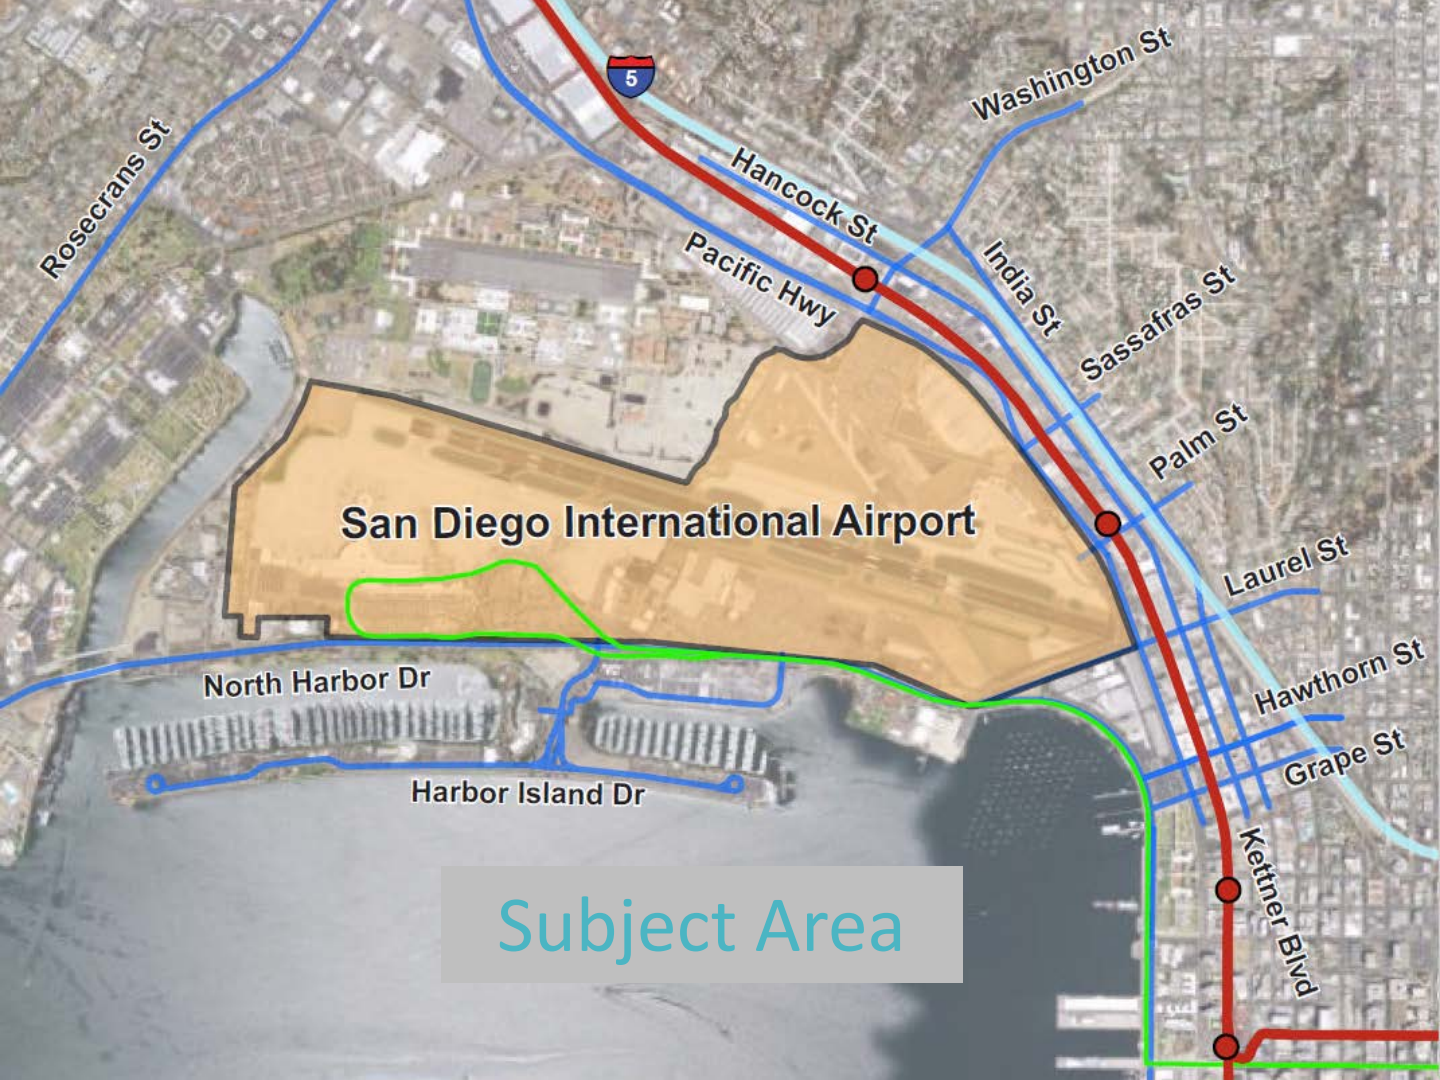 Washington St
5
Rosecrans St
Hancock St
Pacific Hwy
India St
Sassafras St
Palm St
San Diego International Airport
Laurel St
North Harbor Dr
Hawthorn St
Grape St
Harbor Island Dr
Kettner Blvd
Subject Area